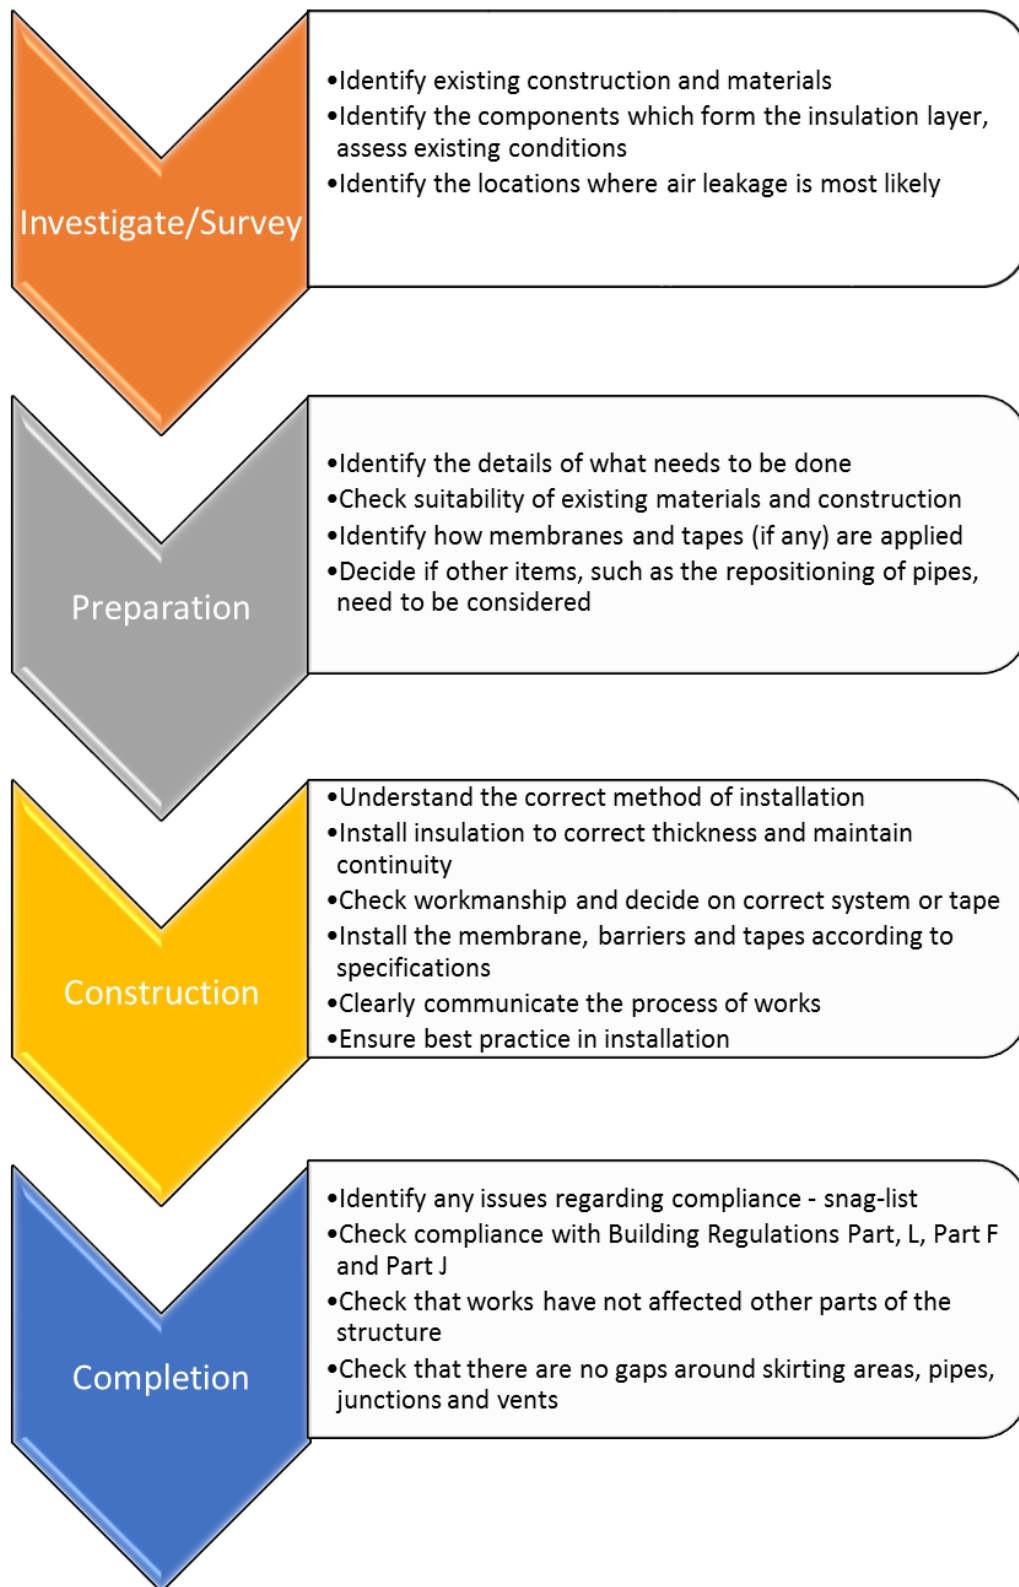 Investigate/Survey
•Identify existing construction and materials
•Identify the components which form the insulation layer,
assess existing conditions
•Identify the locations where air leakage is most likely
Preparation
•Identify the details of what needs to be done
•Check suitability of existing materials and construction
•Identify how membranes and tapes (if any) are applied
•Decide if other items, such as the repositioning of pipes,
need to be considered
Construction
•Understand the correct method of installation
•Install insulation to correct thickness and maintain
continuity
•Check workmanship and decide on correct system or tape
•Install the membrane, barriers and tapes according to
specifications
•Clearly communicate the process of works
•Ensure best practice in installation
Completion
•Identify any issues regarding compliance - snag-list
•Check compliance with Building Regulations Part, L, Part F
and Part J
•Check that works have not affected other parts of the
structure
•Check that there are no gaps around skirting areas, pipes,
junctions and vents